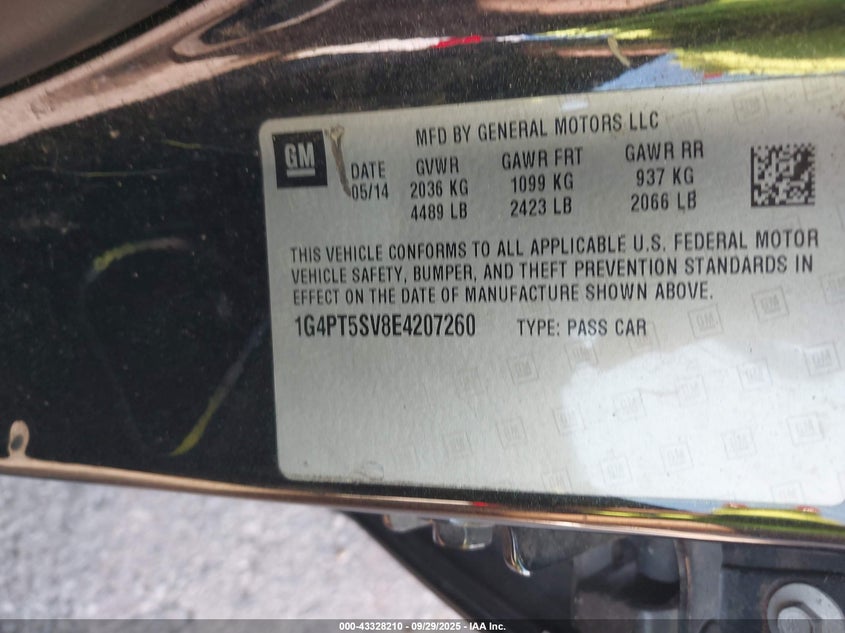 GM
MFD BY GENERAL MOTORS LLC
DATE GVWR GAWR FRT GAWR RR
05/14 2036 KG 1099 KG 937 KG
4489 LB 2423 LB 2066 LB
THIS VEHICLE CONFORMS TO ALL APPLICABLE U.S. FEDERAL MOTOR
VEHICLE SAFETY, BUMPER, AND THEFT PREVENTION STANDARDS IN
EFFECT ON THE DATE OF MANUFACTURE SHOWN ABOVE.
1G4PT5SV8E4207260 TYPE: PASS CAR
000-43328210 - 09/29/2025 - IAA Inc.